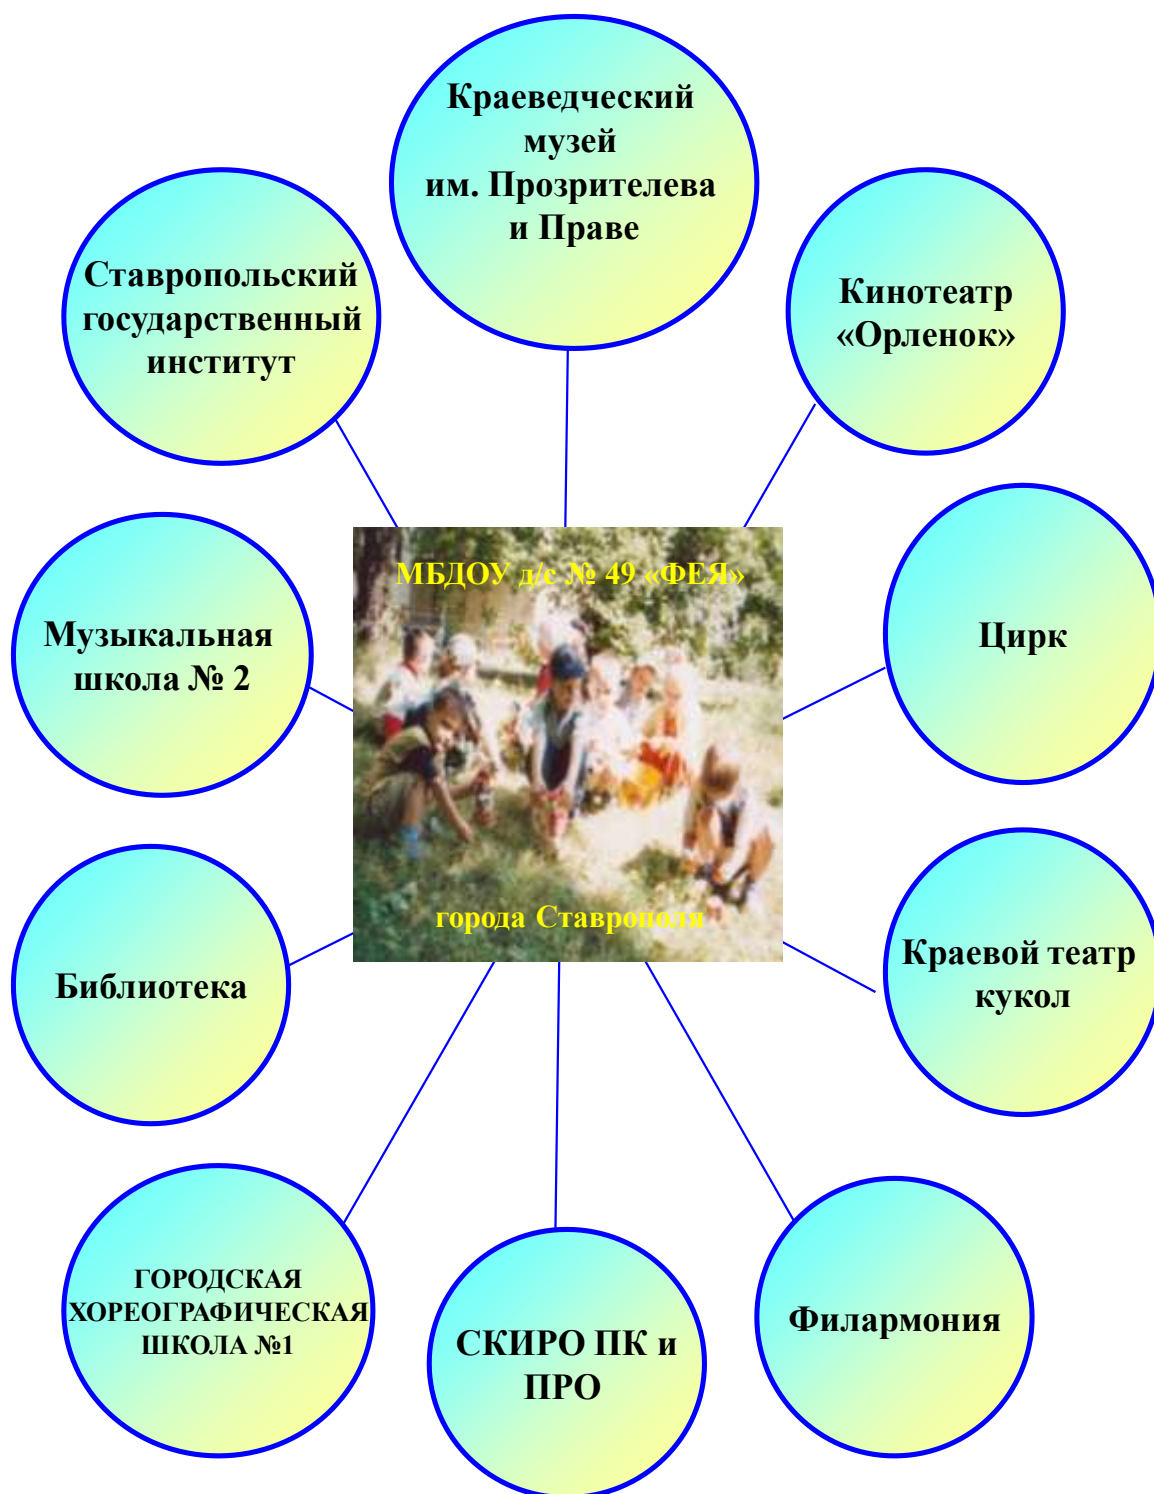 Краеведческий
музей
им. Прозрителева
и Праве
Ставропольский
государственный
институт
Кинотеатр
«Орленок»
МБДОУ д/с № 49 «ФЕЯ»
Музыкальная
школа № 2
Цирк
города Ставрополя
Библиотека
Краевой театр
кукол
ГОРОДСКАЯ
ХОРЕОГРАФИЧЕСКАЯ
ШКОЛА №1
СКИРО ПК и
ПРО
Филармония